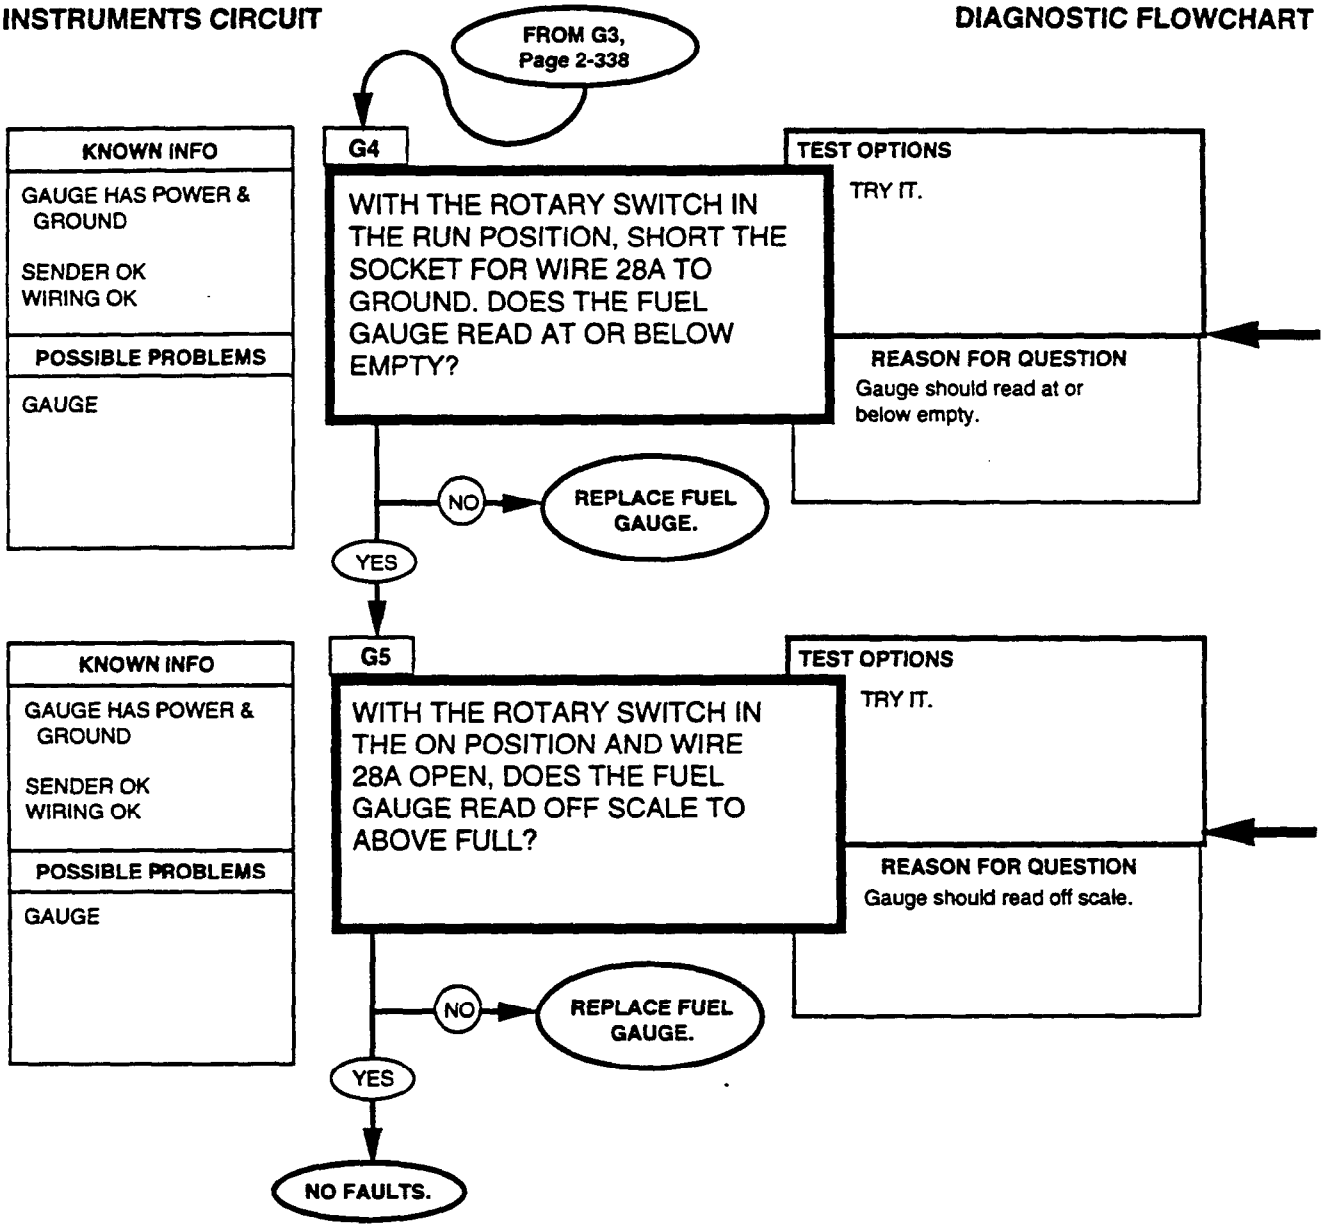 INSTRUMENTS CIRCUIT
DIAGNOSTIC FLOWCHART
FROM G3,
Page 2-338
KNOWN INFO
GAUGE HAS POWER &
GROUND
SENDER OK
WIRING OK
POSSIBLE PROBLEMS
GAUGE
G4
WITH THE ROTARY SWITCH IN
THE RUN POSITION, SHORT THE
SOCKET FOR WIRE 28A TO
GROUND. DOES THE FUEL
GAUGE READ AT OR BELOW
EMPTY?
TEST OPTIONS
TRY IT.
REASON FOR QUESTION
Gauge should read at or
below empty.
NO
REPLACE FUEL
GAUGE.
YES
KNOWN INFO
GAUGE HAS POWER &
GROUND
SENDER OK
WIRING OK
POSSIBLE PROBLEMS
GAUGE
G5
WITH THE ROTARY SWITCH IN
THE ON POSITION AND WIRE
28A OPEN, DOES THE FUEL
GAUGE READ OFF SCALE TO
ABOVE FULL?
TEST OPTIONS
TRY IT.
REASON FOR QUESTION
Gauge should read off scale.
NO
REPLACE FUEL
GAUGE.
YES
NO FAULTS.